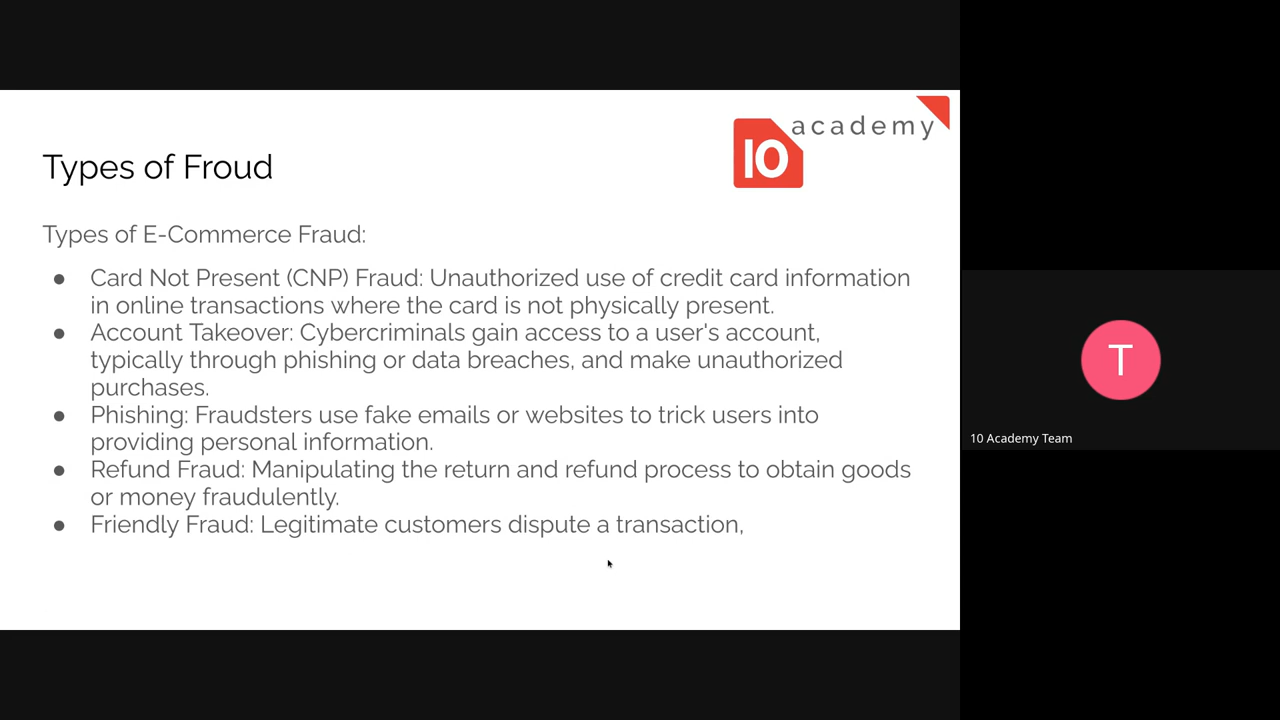 10 academy
Types of Froud
Types of E-Commerce Fraud:
● Card Not Present (CNP) Fraud: Unauthorized use of credit card information
in online transactions where the card is not physically present.
● Account Takeover: Cybercriminals gain access to a user's account,
typically through phishing or data breaches, and make unauthorized
purchases.
● Phishing: Fraudsters use fake emails or websites to trick users into
providing personal information.
● Refund Fraud: Manipulating the return and refund process to obtain goods
or money fraudulently.
● Friendly Fraud: Legitimate customers dispute a transaction,
T
10 Academy Team